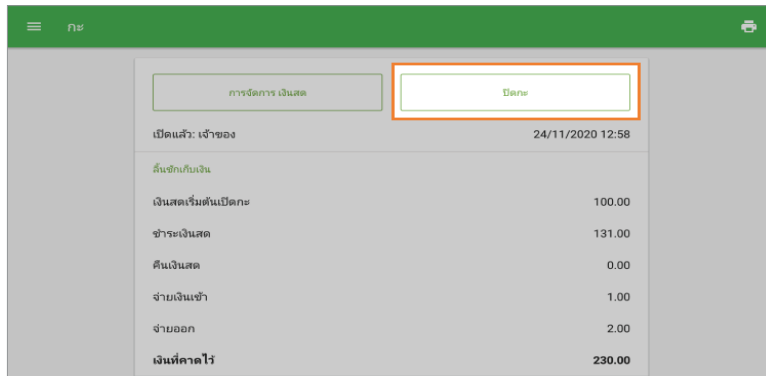 กะ
การจัดการ เงินสด ปิดกะ
เปิดแล้ว: เจ้าของ 24/11/2020 12:58
ลิ้นชักเก็บเงิน
เงินสดเริ่มต้นเปิดกะ 100.00
ชำระเงินสด 131.00
คืนเงินสด 0.00
จ่ายเงินเข้า 1.00
จ่ายออก 2.00
เงินที่คาดไว้ 230.00